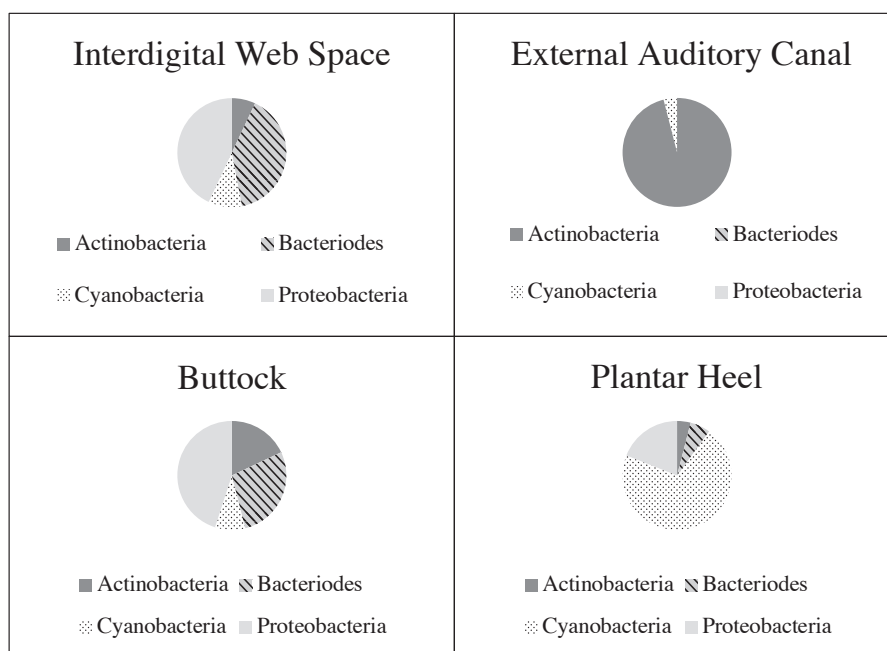 Interdigital Web Space
Actinobacteria Bacteriodes
Cyanobacteria Proteobacteria
External Auditory Canal
Actinobacteria Bacteriodes
Cyanobacteria Proteobacteria
Buttock
Actinobacteria Bacteriodes
Cyanobacteria Proteobacteria
Plantar Heel
Actinobacteria Bacteriodes
Cyanobacteria Proteobacteria